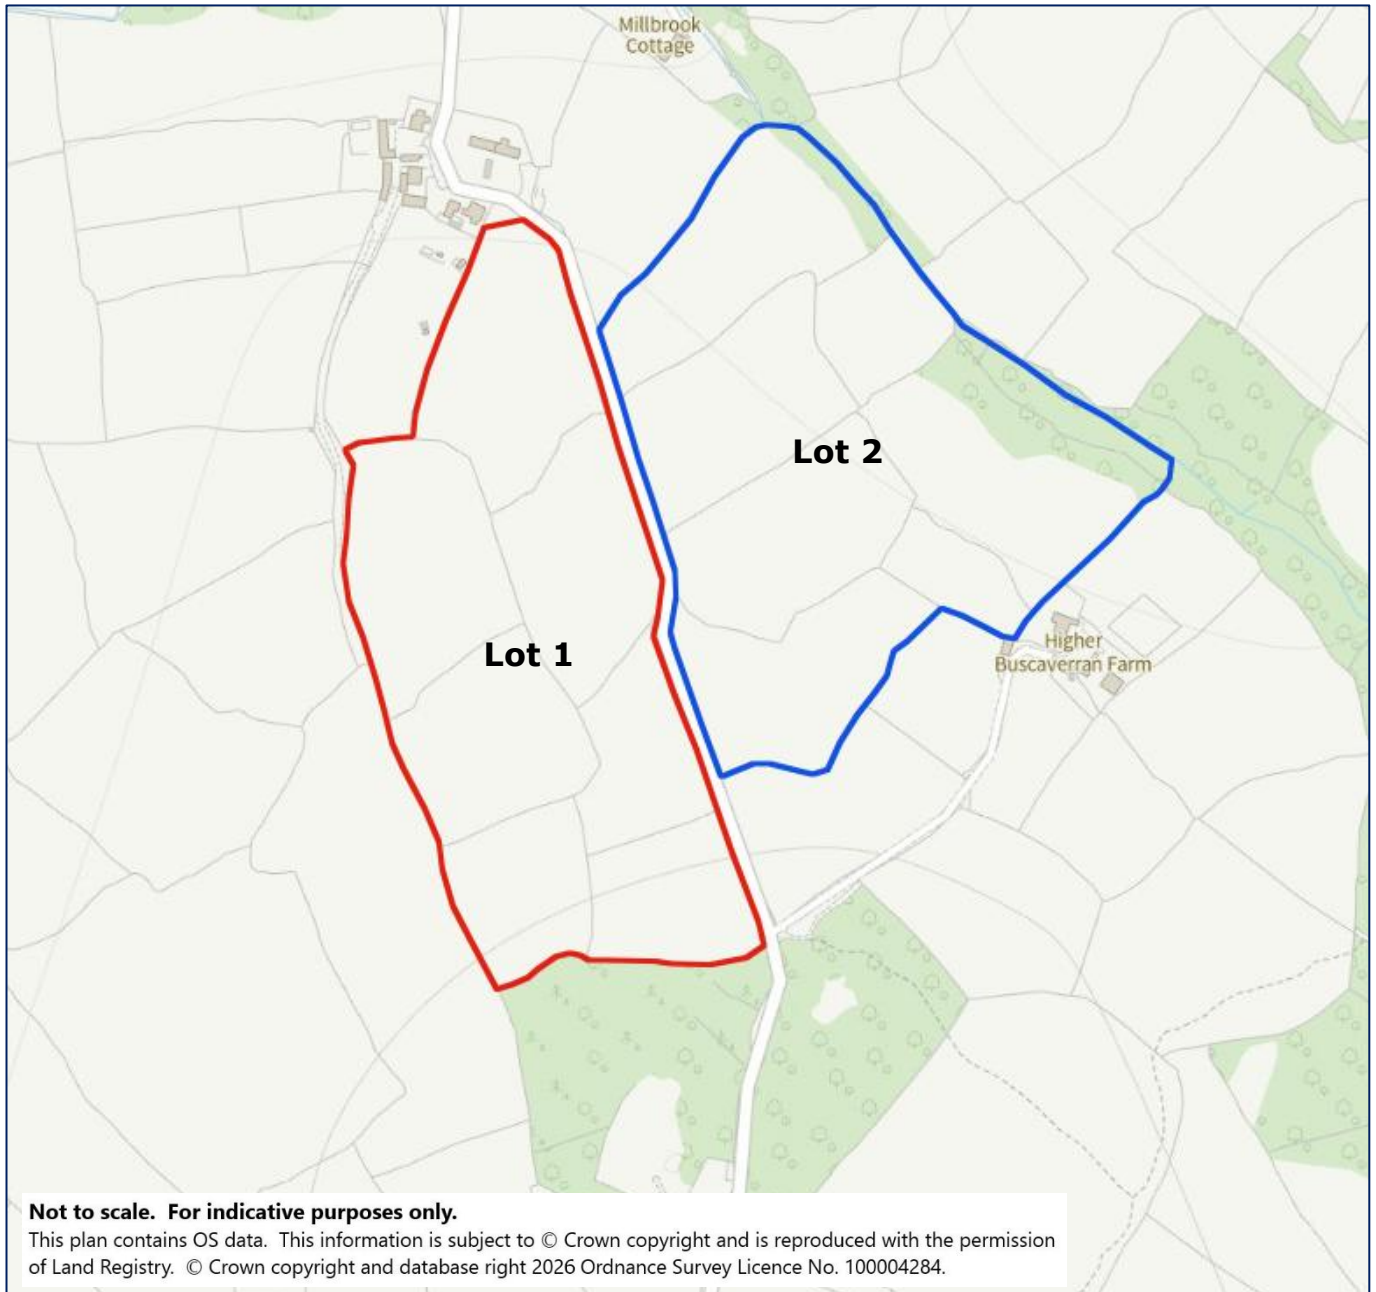 Millbrook
Cottage
Lot 2
Higher
Buscaverran Farm
Lot 1
Not to scale.  For indicative purposes only.
This plan contains OS data.  This information is subject to © Crown copyright and is reproduced with the permission
of Land Registry.  © Crown copyright and database right 2026 Ordnance Survey Licence No. 100004284.